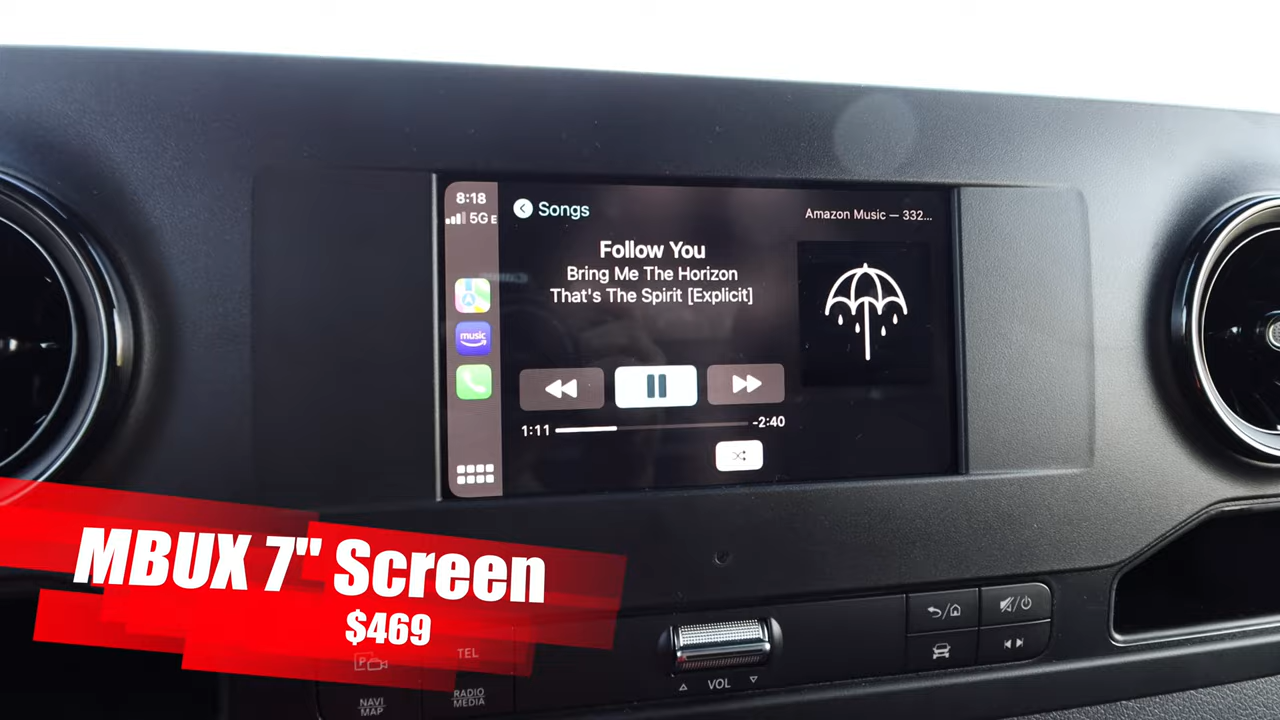 8:18
5G E
Songs
Amazon Music — 332...
Follow You
Bring Me The Horizon
That's The Spirit [Explicit]
music
1:11
-2:40
MBUX 7" Screen
$469
P
TEL
NAVI
MAP
RADIO
MEDIA
VOL